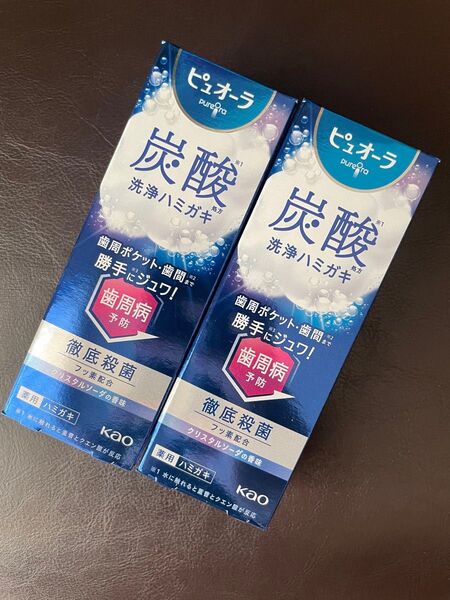 ピュオーラ
PureOra
炭酸※1
洗浄ハミガキ処方
歯周ポケット・歯間まで※2
勝手にジュワ!
歯周病
予防
徹底殺菌
フッ素配合
クリスタルソーダの香味
薬用 ハミガキ
Kao
※1 水に触れると重曹とクエン酸が反応
ピュオーラ
PureOra
炭酸※1
洗浄ハミガキ処方
歯周ポケット・歯間まで※2
勝手にジュワ!
歯周病
予防
徹底殺菌
フッ素配合
クリスタルソーダの香味
薬用 ハミガキ
Kao
※1 水に触れると重曹とクエン酸が反応